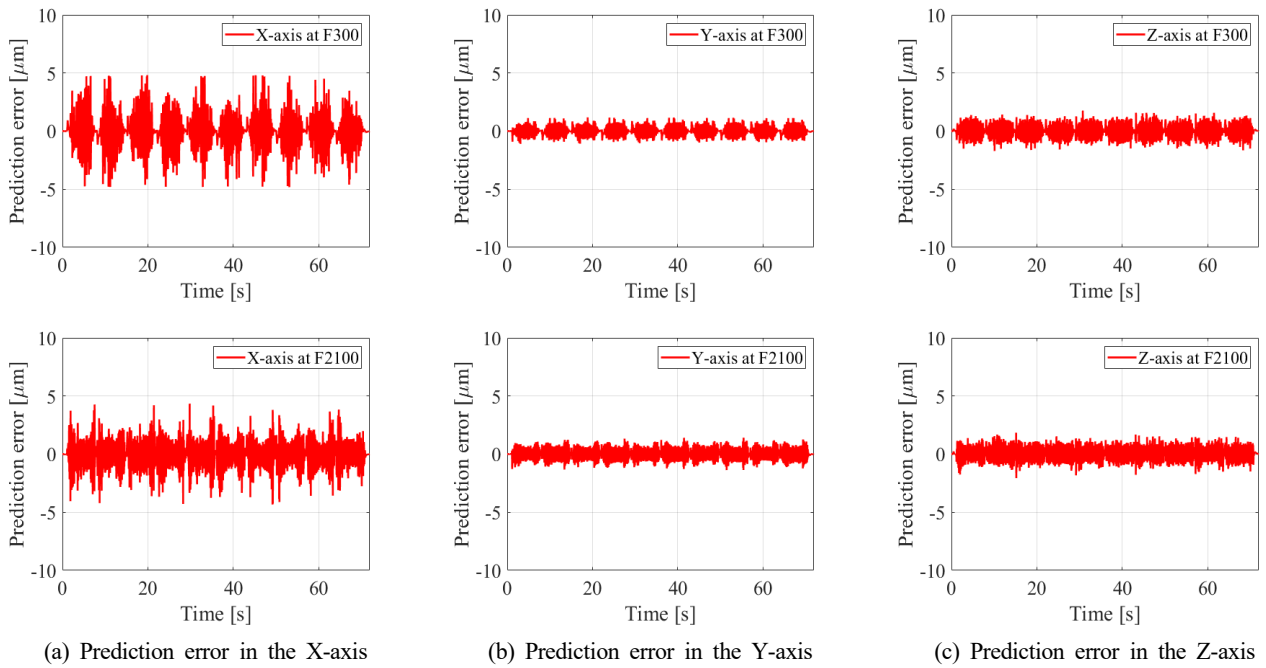 10
5
0
-5
-10
Prediction error [μm]
X-axis at F300
0 20 40 60
Time [s]
10
5
0
-5
-10
Prediction error [μm]
Y-axis at F300
0 20 40 60
Time [s]
10
5
0
-5
-10
Prediction error [μm]
Z-axis at F300
0 20 40 60
Time [s]
10
5
0
-5
-10
Prediction error [μm]
X-axis at F2100
0 20 40 60
Time [s]
10
5
0
-5
-10
Prediction error [μm]
Y-axis at F2100
0 20 40 60
Time [s]
10
5
0
-5
-10
Prediction error [μm]
Z-axis at F2100
0 20 40 60
Time [s]
(a) Prediction error in the X-axis
(b) Prediction error in the Y-axis
(c) Prediction error in the Z-axis